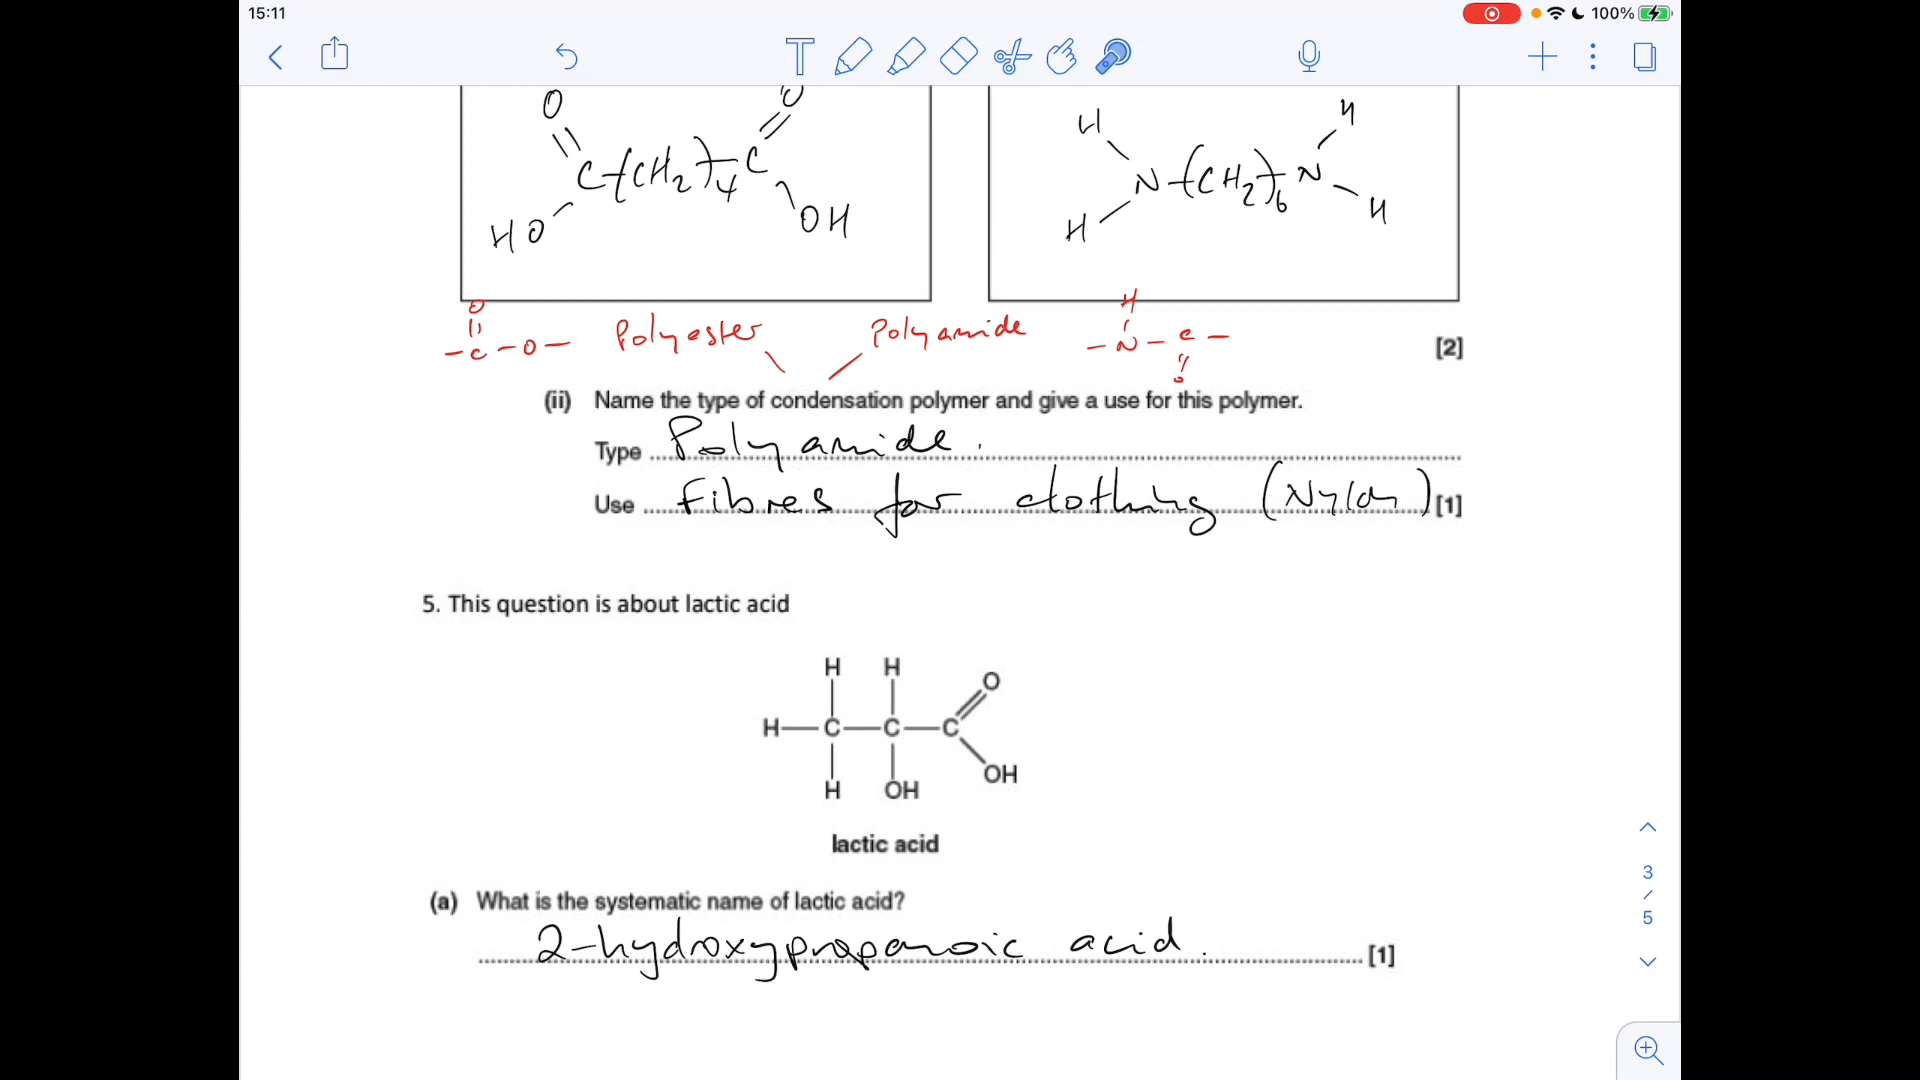 15:11
100%
T
O O
C-(CH2)4-C
HO OH
H H
N-(CH2)6-N
H H
O
-C-O- Polyester Polyamide
H
-N-C-
O
[2]
(ii) Name the type of condensation polymer and give a use for this polymer.
Type Polyamide.
Use Fibres for clothing (Nylon) [1]
5. This question is about lactic acid
H H O
H-C-C-C
H OH OH
lactic acid
(a) What is the systematic name of lactic acid?
2-hydroxypropanoic acid. [1]
3
/
5